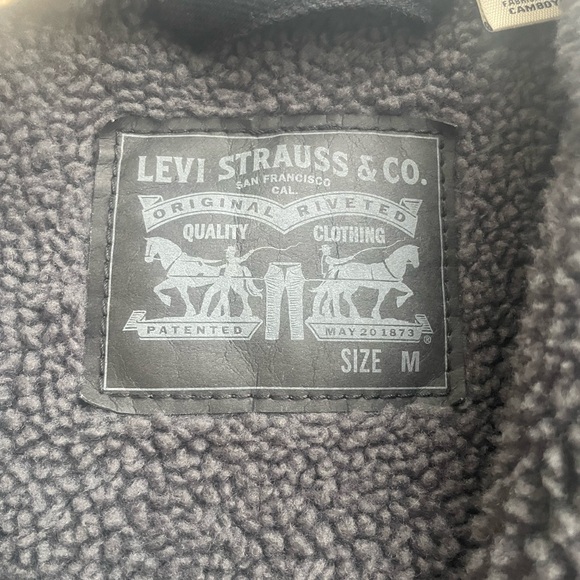 CAMBOY
LEVI STRAUSS & CO.
SAN FRANCISCO
CAL.
ORIGINAL RIVETED
QUALITY CLOTHING
PATENTED MAY 20 1873
SIZE M
®